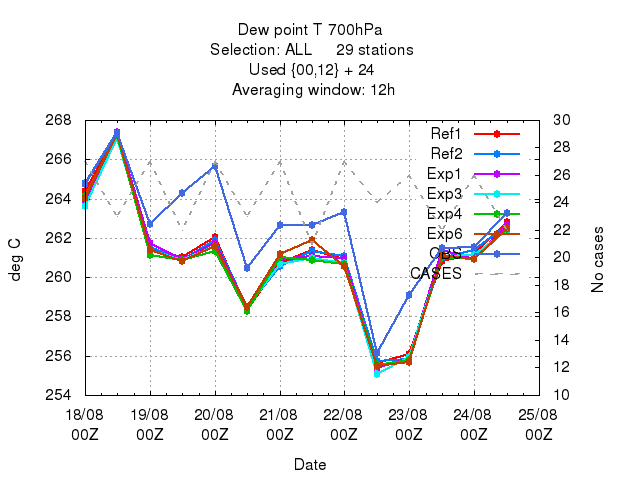 Dew point T 700hPa
Selection: ALL 29 stations
Used {00,12} + 24
Averaging window: 12h
268
266
264
262
260
258
256
254
deg C
30
28
26
24
22
20
18
16
14
12
10
No cases
Ref1
Ref2
Exp1
Exp3
Exp4
Exp6
OBS
CASES
18/08 19/08 20/08 21/08 22/08 23/08 24/08 25/08
00Z 00Z 00Z 00Z 00Z 00Z 00Z 00Z
Date